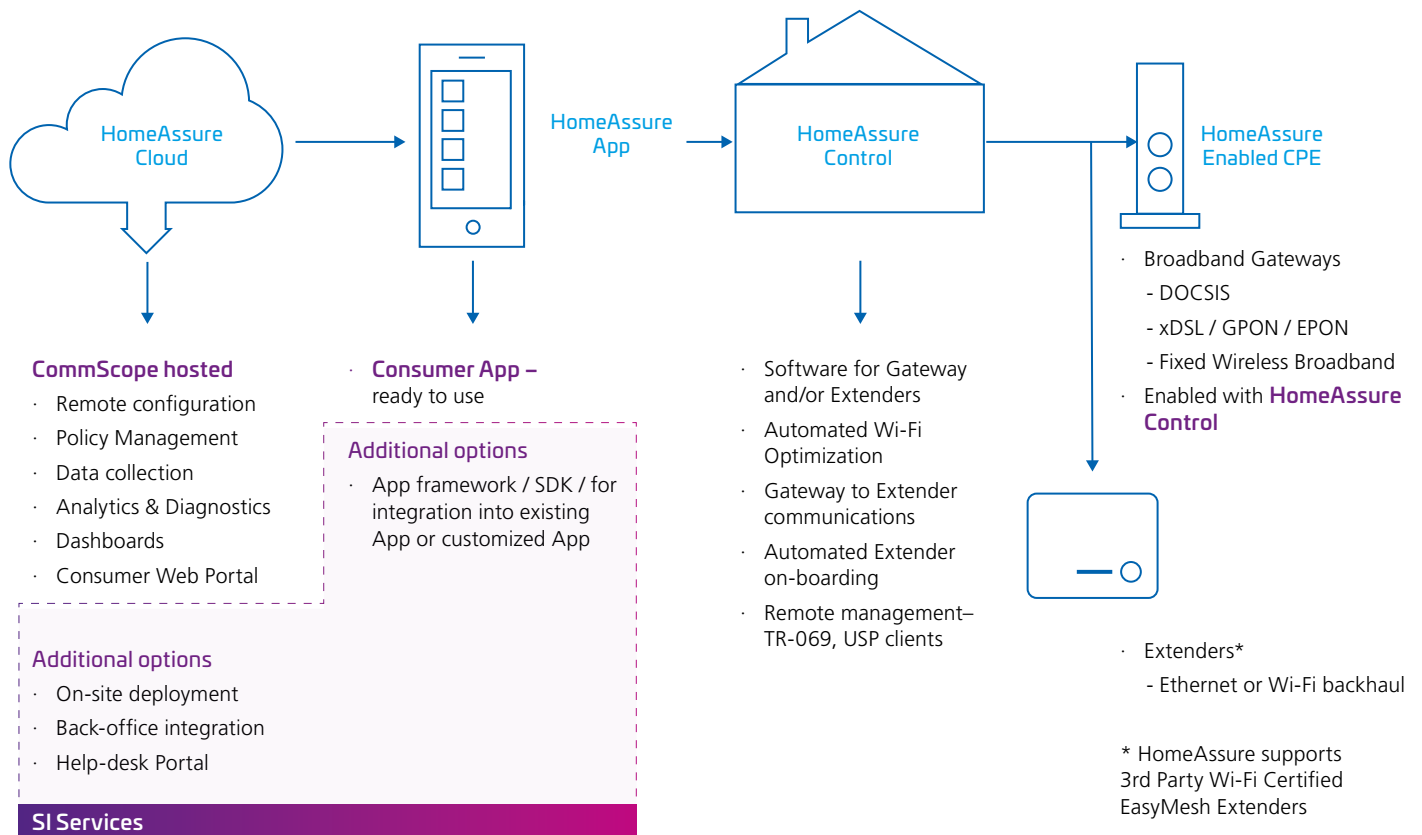 HomeAssure
Cloud
HomeAssure
App
HomeAssure
Control
HomeAssure
Enabled CPE
CommScope hosted
· Remote configuration
· Policy Management
· Data collection
· Analytics & Diagnostics
· Dashboards
· Consumer Web Portal
Additional options
· On-site deployment
· Back-office integration
· Help-desk Portal
· Consumer App –
ready to use
Additional options
· App framework / SDK / for
integration into existing
App or customized App
SI Services
· Software for Gateway
and/or Extenders
· Automated Wi-Fi
Optimization
· Gateway to Extender
communications
· Automated Extender
on-boarding
· Remote management–
TR-069, USP clients
· Broadband Gateways
- DOCSIS
- xDSL / GPON / EPON
- Fixed Wireless Broadband
· Enabled with HomeAssure
Control
· Extenders*
- Ethernet or Wi-Fi backhaul
* HomeAssure supports
3rd Party Wi-Fi Certified
EasyMesh Extenders